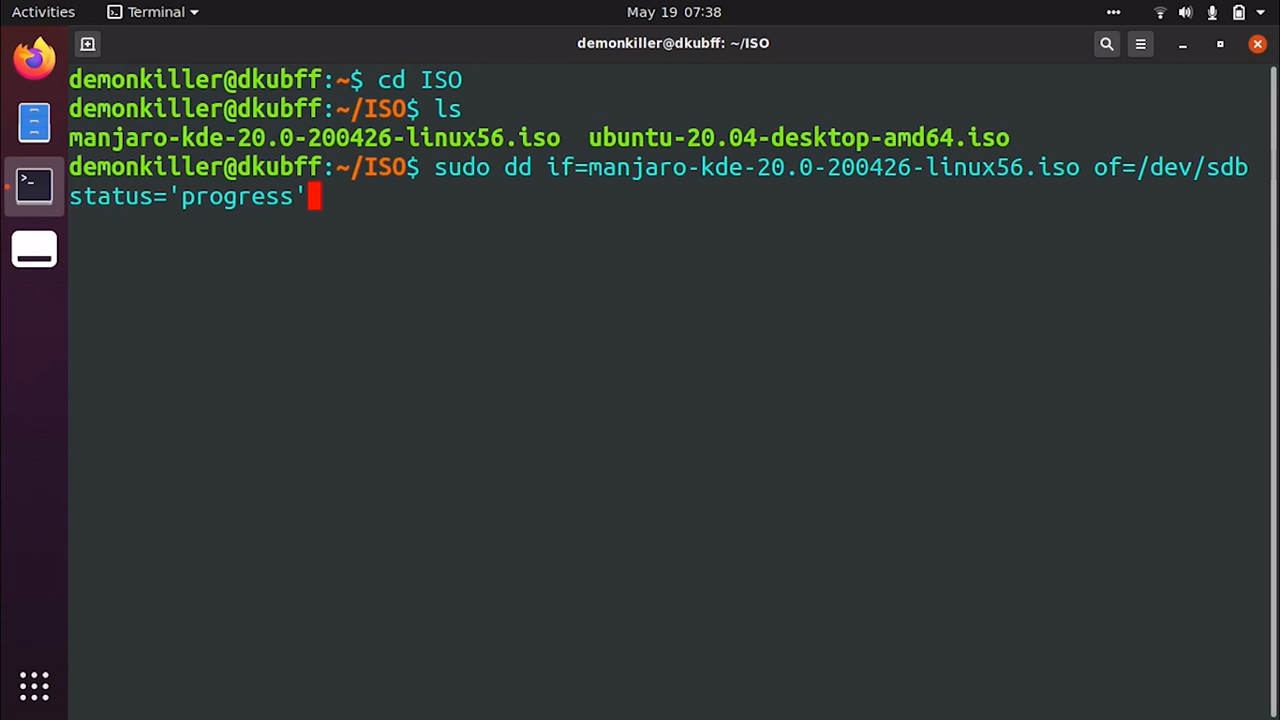 Activities Terminal May 19 07:38
demonkiller@dkubff: ~/ISO
demonkiller@dkubff:~$ cd ISO
demonkiller@dkubff:~/ISO$ ls
manjaro-kde-20.0-200426-linux56.iso ubuntu-20.04-desktop-amd64.iso
demonkiller@dkubff:~/ISO$ sudo dd if=manjaro-kde-20.0-200426-linux56.iso of=/dev/sdb
status='progress'